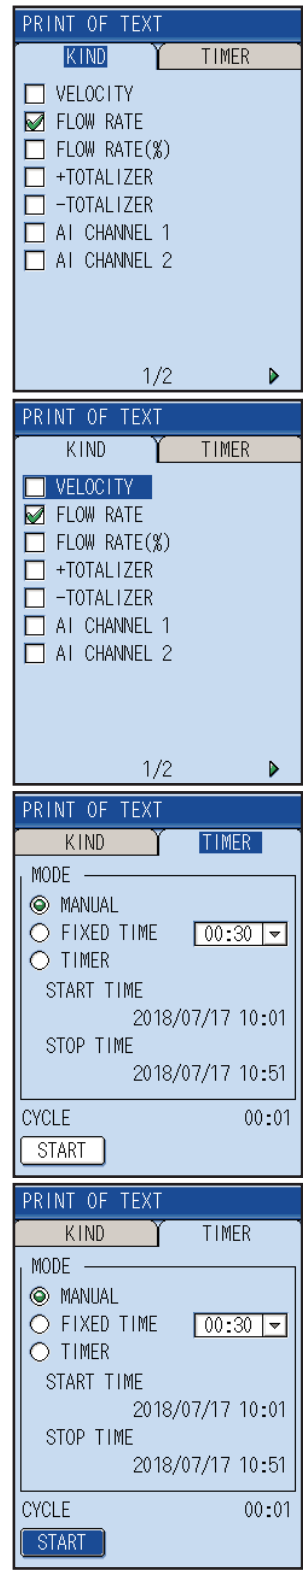 PRINT OF TEXT
KIND TIMER
VELOCITY
FLOW RATE
FLOW RATE(%)
+TOTALIZER
-TOTALIZER
AI CHANNEL 1
AI CHANNEL 2
1/2
PRINT OF TEXT
KIND TIMER
VELOCITY
FLOW RATE
FLOW RATE(%)
+TOTALIZER
-TOTALIZER
AI CHANNEL 1
AI CHANNEL 2
1/2
PRINT OF TEXT
KIND TIMER
MODE
MANUAL
FIXED TIME 00:30
TIMER
START TIME
2018/07/17 10:01
STOP TIME
2018/07/17 10:51
CYCLE 00:01
START
PRINT OF TEXT
KIND TIMER
MODE
MANUAL
FIXED TIME 00:30
TIMER
START TIME
2018/07/17 10:01
STOP TIME
2018/07/17 10:51
CYCLE 00:01
START